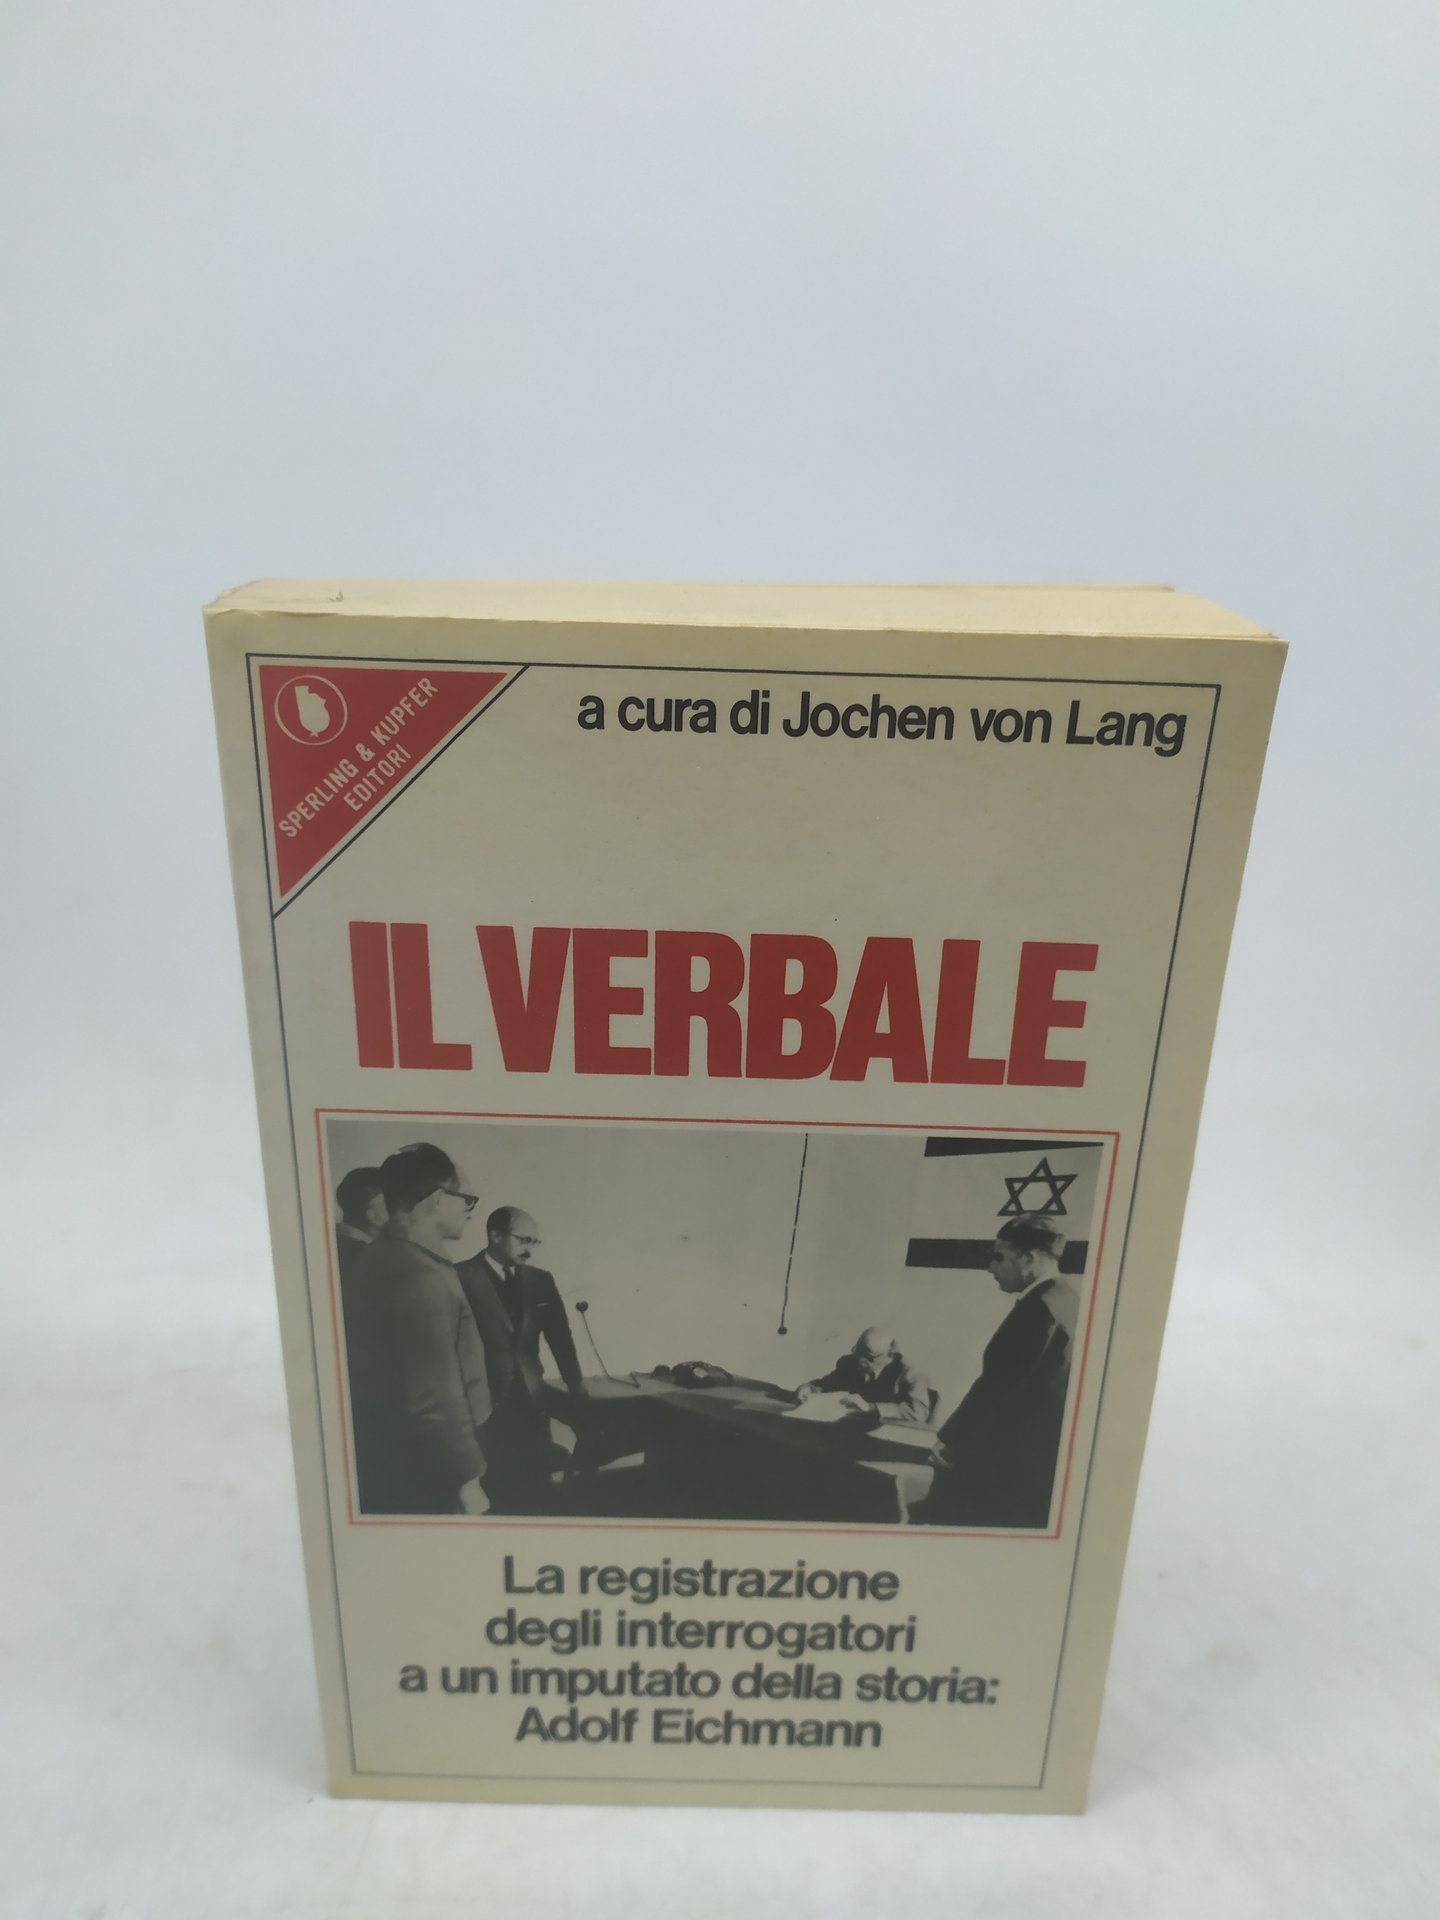 SPERLING & KUPFER
EDITORI
a cura di Jochen von Lang
IL VERBALE
La registrazione
degli interrogatori
a un imputato della storia:
Adolf Eichmann